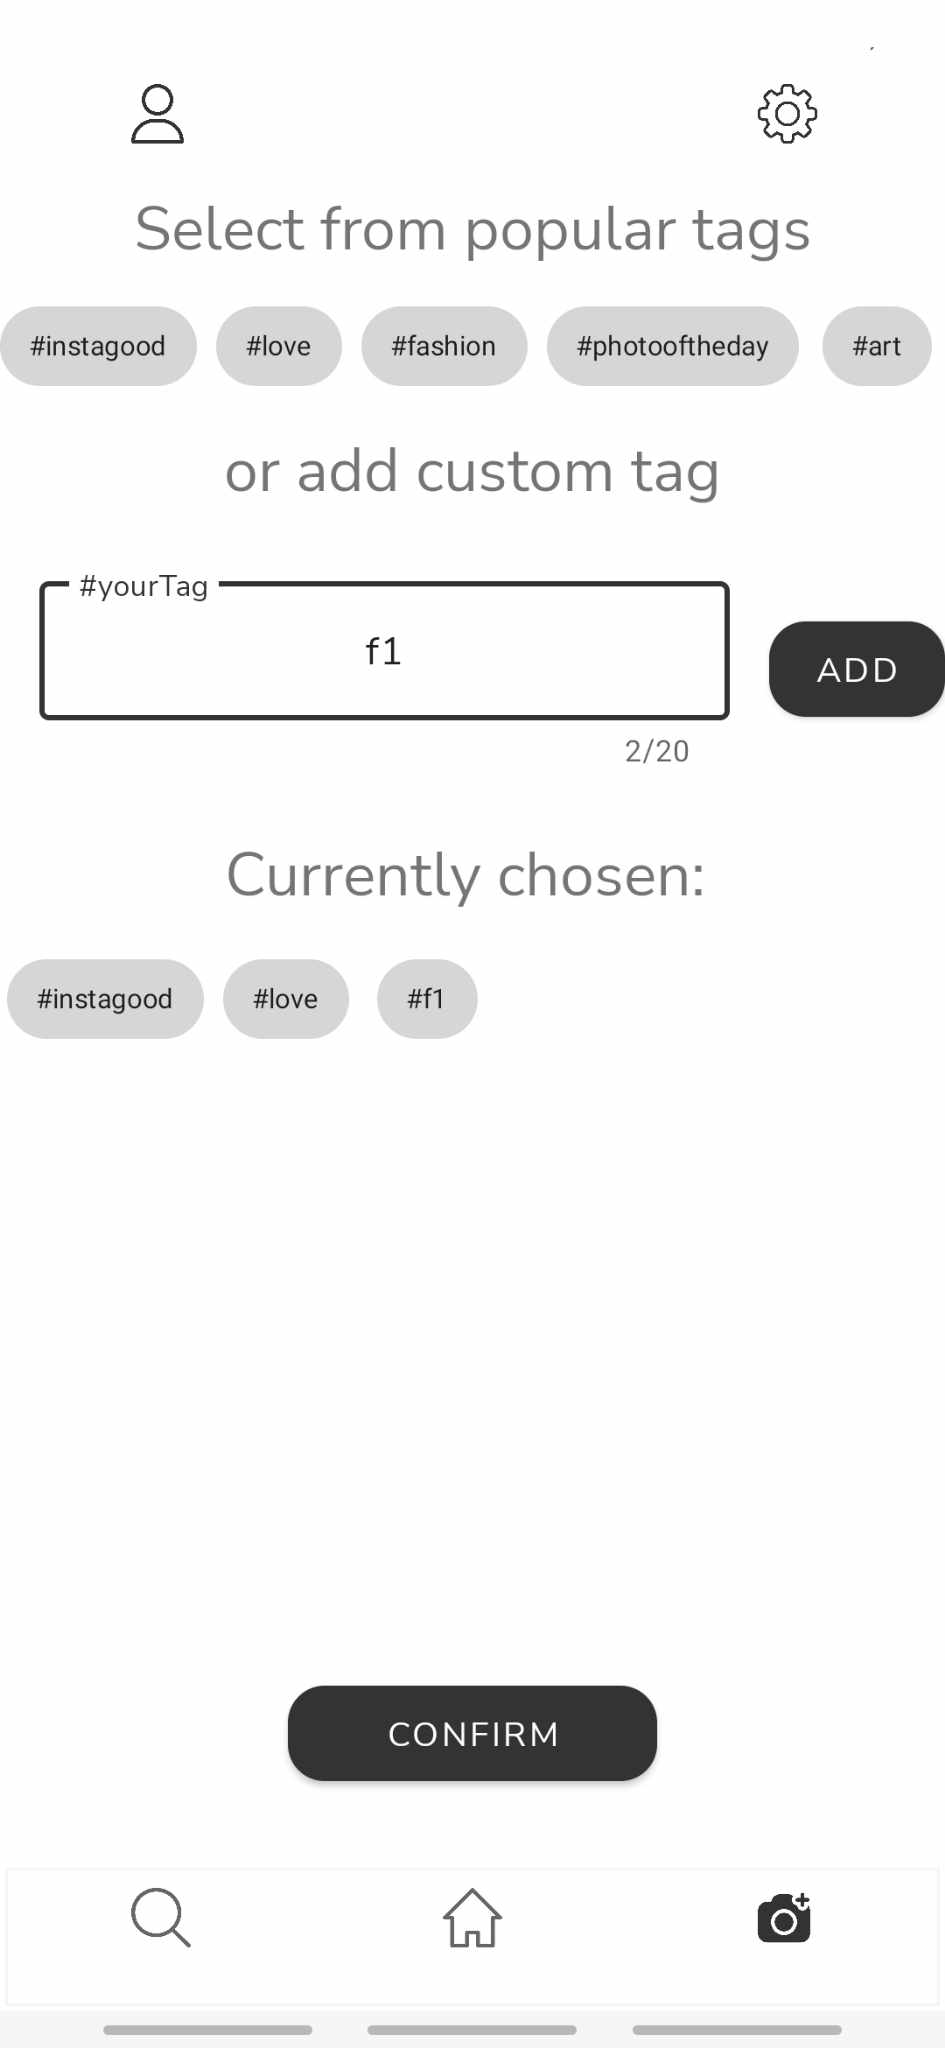 Select from popular tags
#instagood #love #fashion #photooftheday #art
or add custom tag
#yourTag
f1
ADD
2/20
Currently chosen:
#instagood #love #f1
CONFIRM